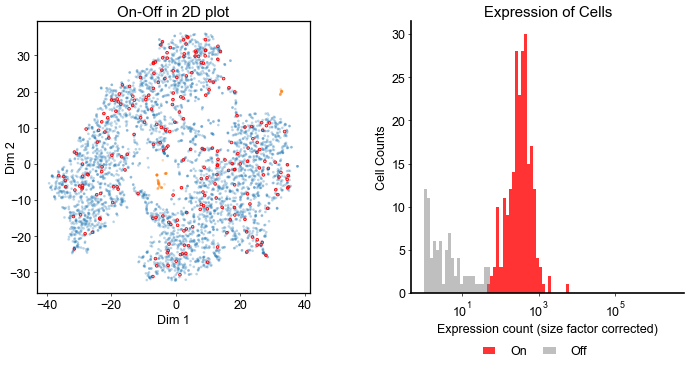 On-Off in 2D plot
Dim 2
30
20
10
0
−10
−20
−30
−40
−20
0
20
40
Dim 1
Expression of Cells
Cell Counts
30
25
20
15
10
5
0
10^1
10^3
10^5
Expression count (size factor corrected)
On
Off